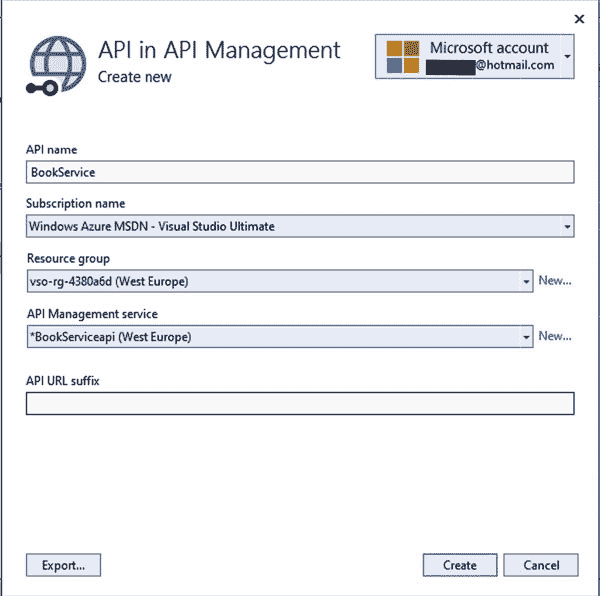 API in API Management
Create new
Microsoft account
@hotmail.com
API name
BookService
Subscription name
Windows Azure MSDN - Visual Studio Ultimate
Resource group
vso-rg-4380a6d (West Europe)
New...
API Management service
*BookServiceapi (West Europe)
New...
API URL suffix
Export...
Create
Cancel